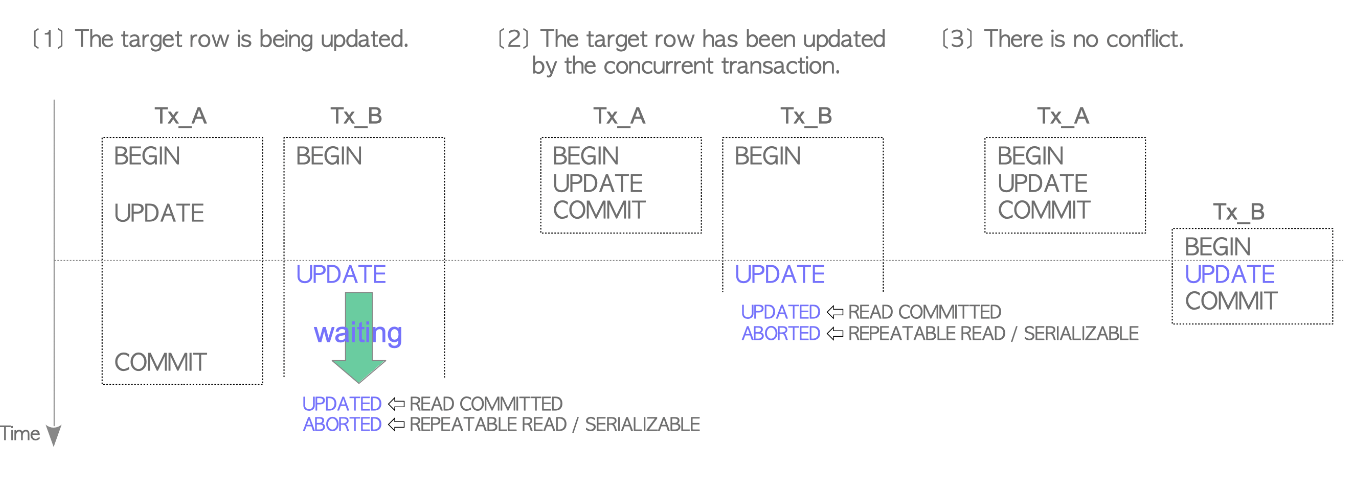 〔1〕The target row is being updated.
Tx_A
Tx_B
BEGIN
BEGIN
UPDATE
UPDATE
waiting
COMMIT
UPDATED ⇦ READ COMMITTED
ABORTED ⇦ REPEATABLE READ / SERIALIZABLE
〔2〕The target row has been updated
by the concurrent transaction.
Tx_A
Tx_B
BEGIN
BEGIN
UPDATE
COMMIT
UPDATE
UPDATED ⇦ READ COMMITTED
ABORTED ⇦ REPEATABLE READ / SERIALIZABLE
〔3〕There is no conflict.
Tx_A
BEGIN
UPDATE
COMMIT
Tx_B
BEGIN
UPDATE
COMMIT
Time